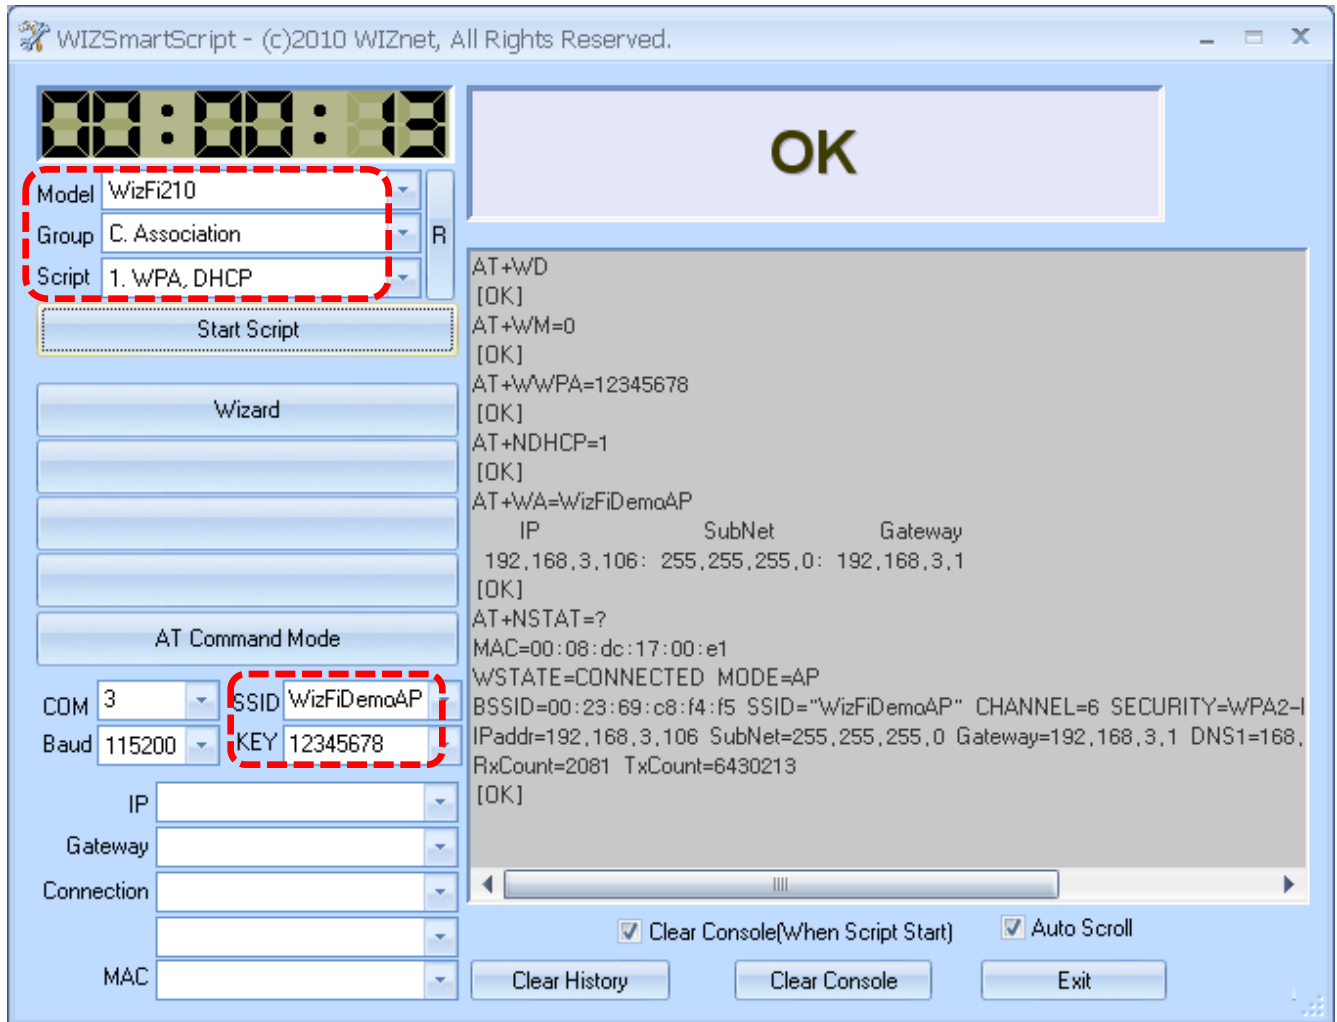 WIZSmartScript - (c)2010 WIZnet, All Rights Reserved.
00:00:13
OK
Model WizFi210
Group C. Association
R
Script 1. WPA, DHCP
Start Script
Wizard
AT Command Mode
COM 3
SSID WizFiDemoAP
Baud 115200
KEY 12345678
IP
Gateway
Connection
MAC
AT+WD
[OK]
AT+WM=0
[OK]
AT+WWPA=12345678
[OK]
AT+NDHCP=1
[OK]
AT+WA=WizFiDemoAP
IP SubNet Gateway
192,168,3,106: 255,255,255,0: 192,168,3,1
[OK]
AT+NSTAT=?
MAC=00:08:dc:17:00:e1
WSTATE=CONNECTED MODE=AP
BSSID=00:23:69:c8:f4:f5 SSID="WizFiDemoAP" CHANNEL=6 SECURITY=WPA2-
IPaddr=192,168,3,106 SubNet=255,255,255,0 Gateway=192,168,3,1 DNS1=168,
RxCount=2081 TxCount=6430213
[OK]
Clear Console(When Script Start)
Auto Scroll
Clear History
Clear Console
Exit